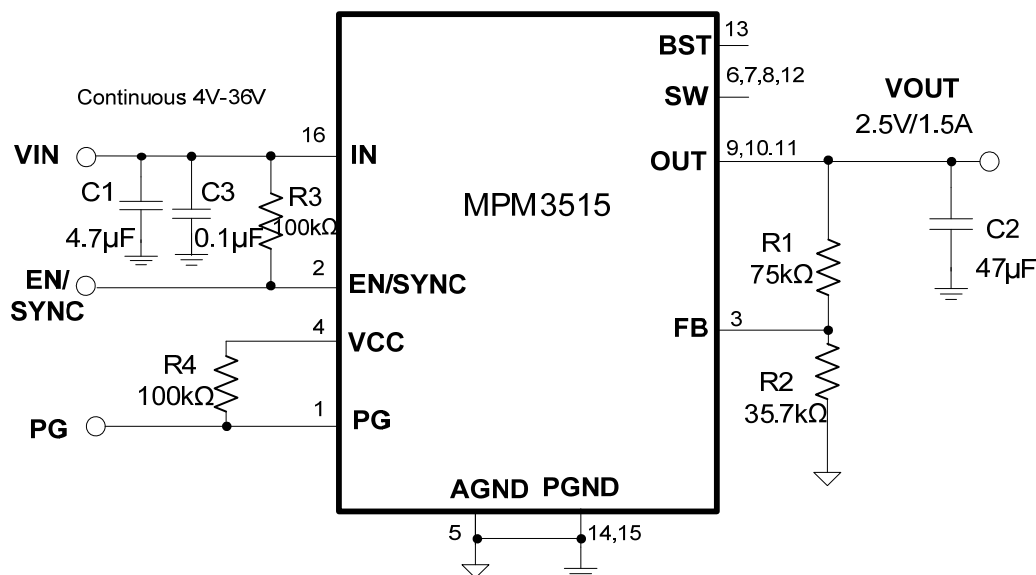 13
BST
6,7,8,12
SW
Continuous 4V-36V
VOUT
2.5V/1.5A
VIN
16
IN
OUT
9,10.11
C1
4.7µF
C3
0.1µF
R3
100kΩ
MPM3515
R1
75kΩ
C2
47µF
EN/
SYNC
2
EN/SYNC
4
VCC
FB
3
R4
100kΩ
R2
35.7kΩ
PG
1
PG
AGND
PGND
5
14,15